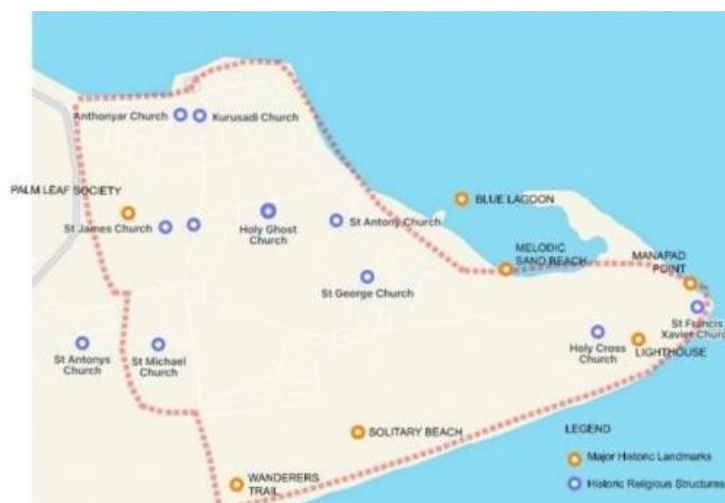 Anthonyar Church
Kurusadi Church
PALM LEAF SOCIETY
St James Church
Holy Ghost
Church
St Antony Church
BLUE LAGOON
MELODIC
SAND BEACH
MANAPAD
POINT
St George Church
St Francis
Xavier Church
St Antonys
Church
St Michael
Church
Holy Cross
Church
LIGHTHOUSE
SOLITARY BEACH
LEGEND
Major Historic Landmarks
WANDERERS
TRAIL
Historic Religious Structures